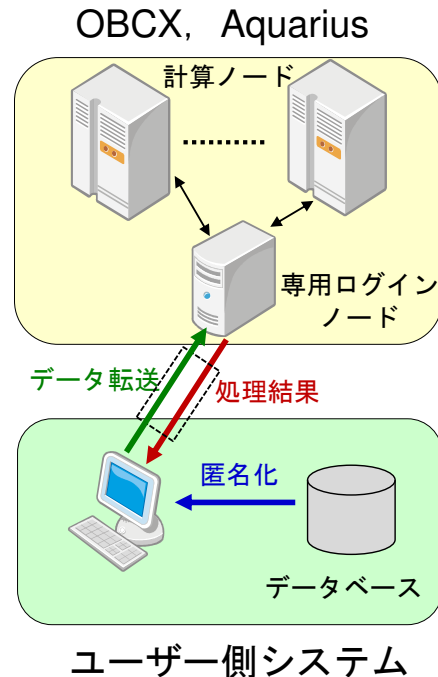 OBCX, Aquarius
計算ノード
専用ログイン
ノード
データ転送
処理結果
匿名化
データベース
ユーザー側システム